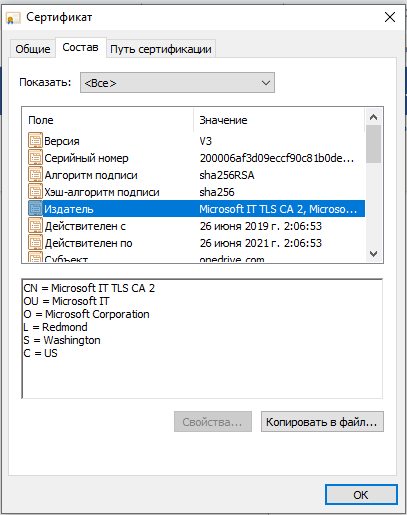 Сертификат
Общие Состав Путь сертификации
Показать: <Все>
Поле Значение
Версия V3
Серийный номер 200006af3d09eccf90c81b0de...
Алгоритм подписи sha256RSA
Хэш-алгоритм подписи sha256
Издатель Microsoft IT TLS CA 2, Microso...
Действителен с 26 июня 2019 г. 2:06:53
Действителен по 26 июня 2021 г. 2:06:53
Субъект onedrive.com
CN = Microsoft IT TLS CA 2
OU = Microsoft IT
O = Microsoft Corporation
L = Redmond
S = Washington
C = US
Свойства... Копировать в файл...
OK